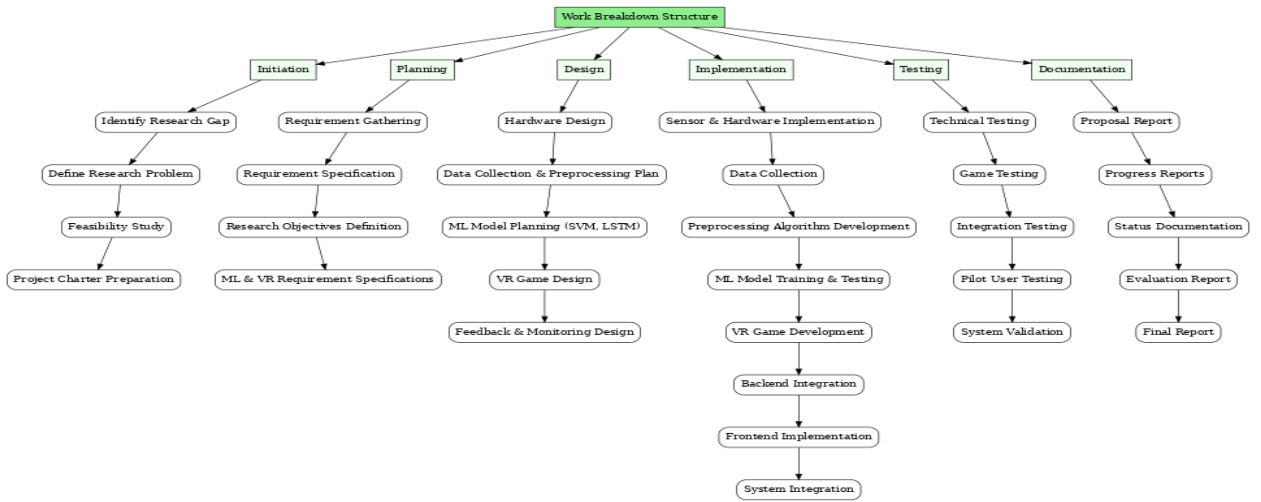 Work Breakdown Structure
Initiation
Planning
Design
Implementation
Testing
Documentation
Identify Research Gap
Requirement Gathering
Hardware Design
Sensor & Hardware Implementation
Technical Testing
Proposal Report
Define Research Problem
Requirement Specification
Data Collection & Preprocessing Plan
Data Collection
Game Testing
Progress Reports
Feasibility Study
Research Objectives Definition
ML Model Planning (SVM, LSTM)
Preprocessing Algorithm Development
Integration Testing
Status Documentation
Project Charter Preparation
ML & VR Requirement Specifications
VR Game Design
ML Model Training & Testing
Pilot User Testing
Evaluation Report
Feedback & Monitoring Design
VR Game Development
System Validation
Final Report
Backend Integration
Frontend Implementation
System Integration